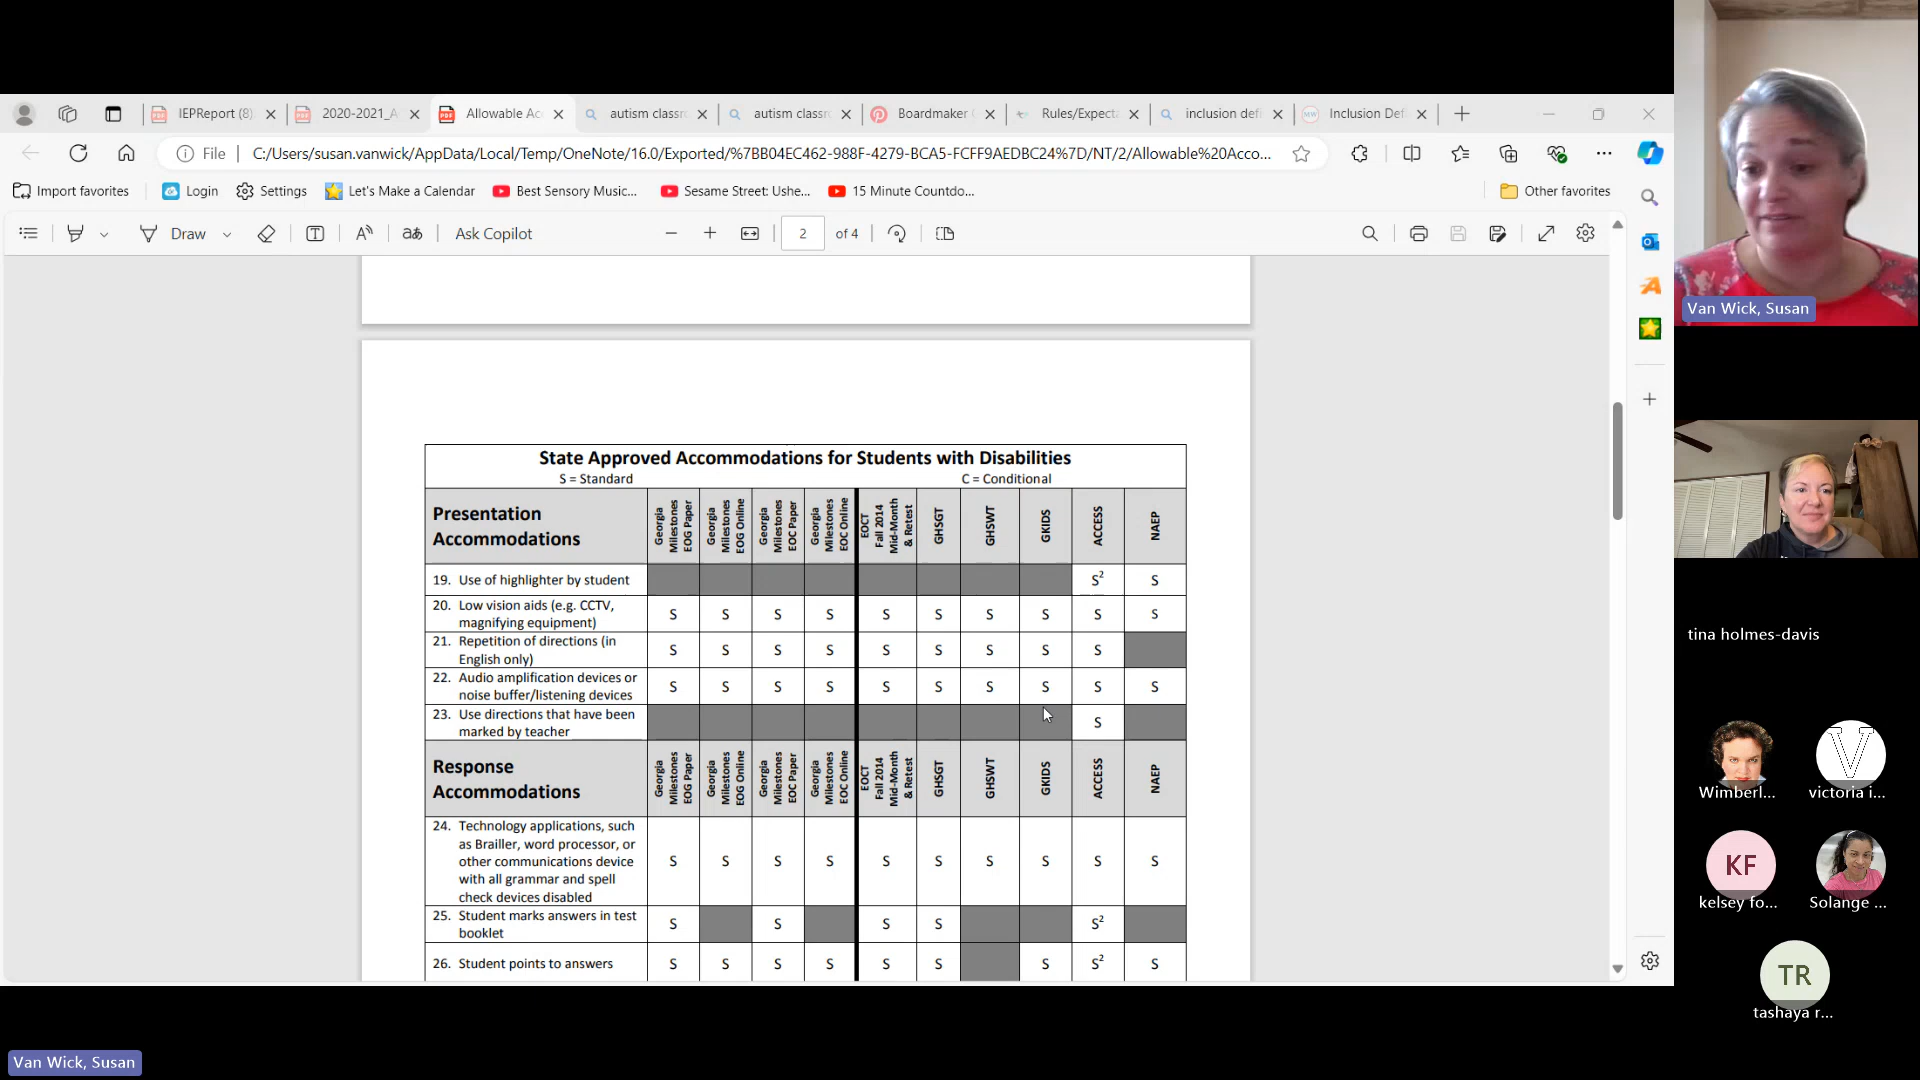 IEPReport (8)
2020-2021_A
Allowable Ac
autism classr
autism classr
Boardmaker
Rules/Expecta
inclusion defi
Inclusion Def
File
C:/Users/susan.vanwick/AppData/Local/Temp/OneNote/16.0/Exported/%7BB04EC462-988F-4279-BCA5-FCFF9AEDBC24%7D/NT/2/Allowable%20Acco...
Import favorites
Login
Settings
Let's Make a Calendar
Best Sensory Music...
Sesame Street: Ushe...
15 Minute Countdo...
Other favorites
Draw
Ask Copilot
2 of 4
State Approved Accommodations for Students with Disabilities
S = Standard C = Conditional
Presentation Accommodations
Georgia Milestones EOG Paper
Georgia Milestones EOG Online
Georgia Milestones EOC Paper
Georgia Milestones EOC Online
EOCT Fall 2014 Mid-Month & Retest
GHSGT
GHSWT
GKIDS
ACCESS
NAEP
19. Use of highlighter by student S² S
20. Low vision aids (e.g. CCTV, magnifying equipment) S S S S S S S S S S
21. Repetition of directions (in English only) S S S S S S S S S
22. Audio amplification devices or noise buffer/listening devices S S S S S S S S S S
23. Use directions that have been marked by teacher S
Response Accommodations
Georgia Milestones EOG Paper
Georgia Milestones EOG Online
Georgia Milestones EOC Paper
Georgia Milestones EOC Online
EOCT Fall 2014 Mid-Month & Retest
GHSGT
GHSWT
GKIDS
ACCESS
NAEP
24. Technology applications, such as Brailler, word processor, or other communications device with all grammar and spell check devices disabled S S S S S S S S S S
25. Student marks answers in test booklet S S S S S²
26. Student points to answers S S S S S S S S² S
Van Wick, Susan
tina holmes-davis
Wimberl...
V
victoria i...
KF
kelsey fo...
Solange ...
TR
tashaya r...
Van Wick, Susan